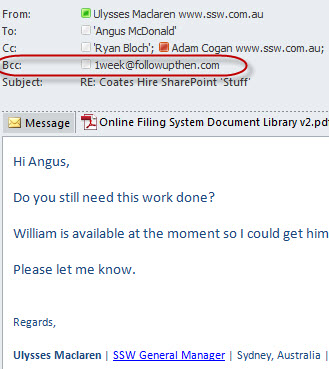 From: Ulysses Maclaren www.ssw.com.au
To: 'Angus McDonald'
Cc: 'Ryan Bloch'; Adam Cogan www.ssw.com.au;
Bcc: 1week@followupthen.com
Subject: RE: Coates Hire SharePoint 'Stuff'
Message Online Filing System Document Library v2.pdf
Hi Angus,
Do you still need this work done?
William is available at the moment so I could get him
Please let me know.
Regards,
Ulysses Maclaren | SSW General Manager | Sydney, Australia |